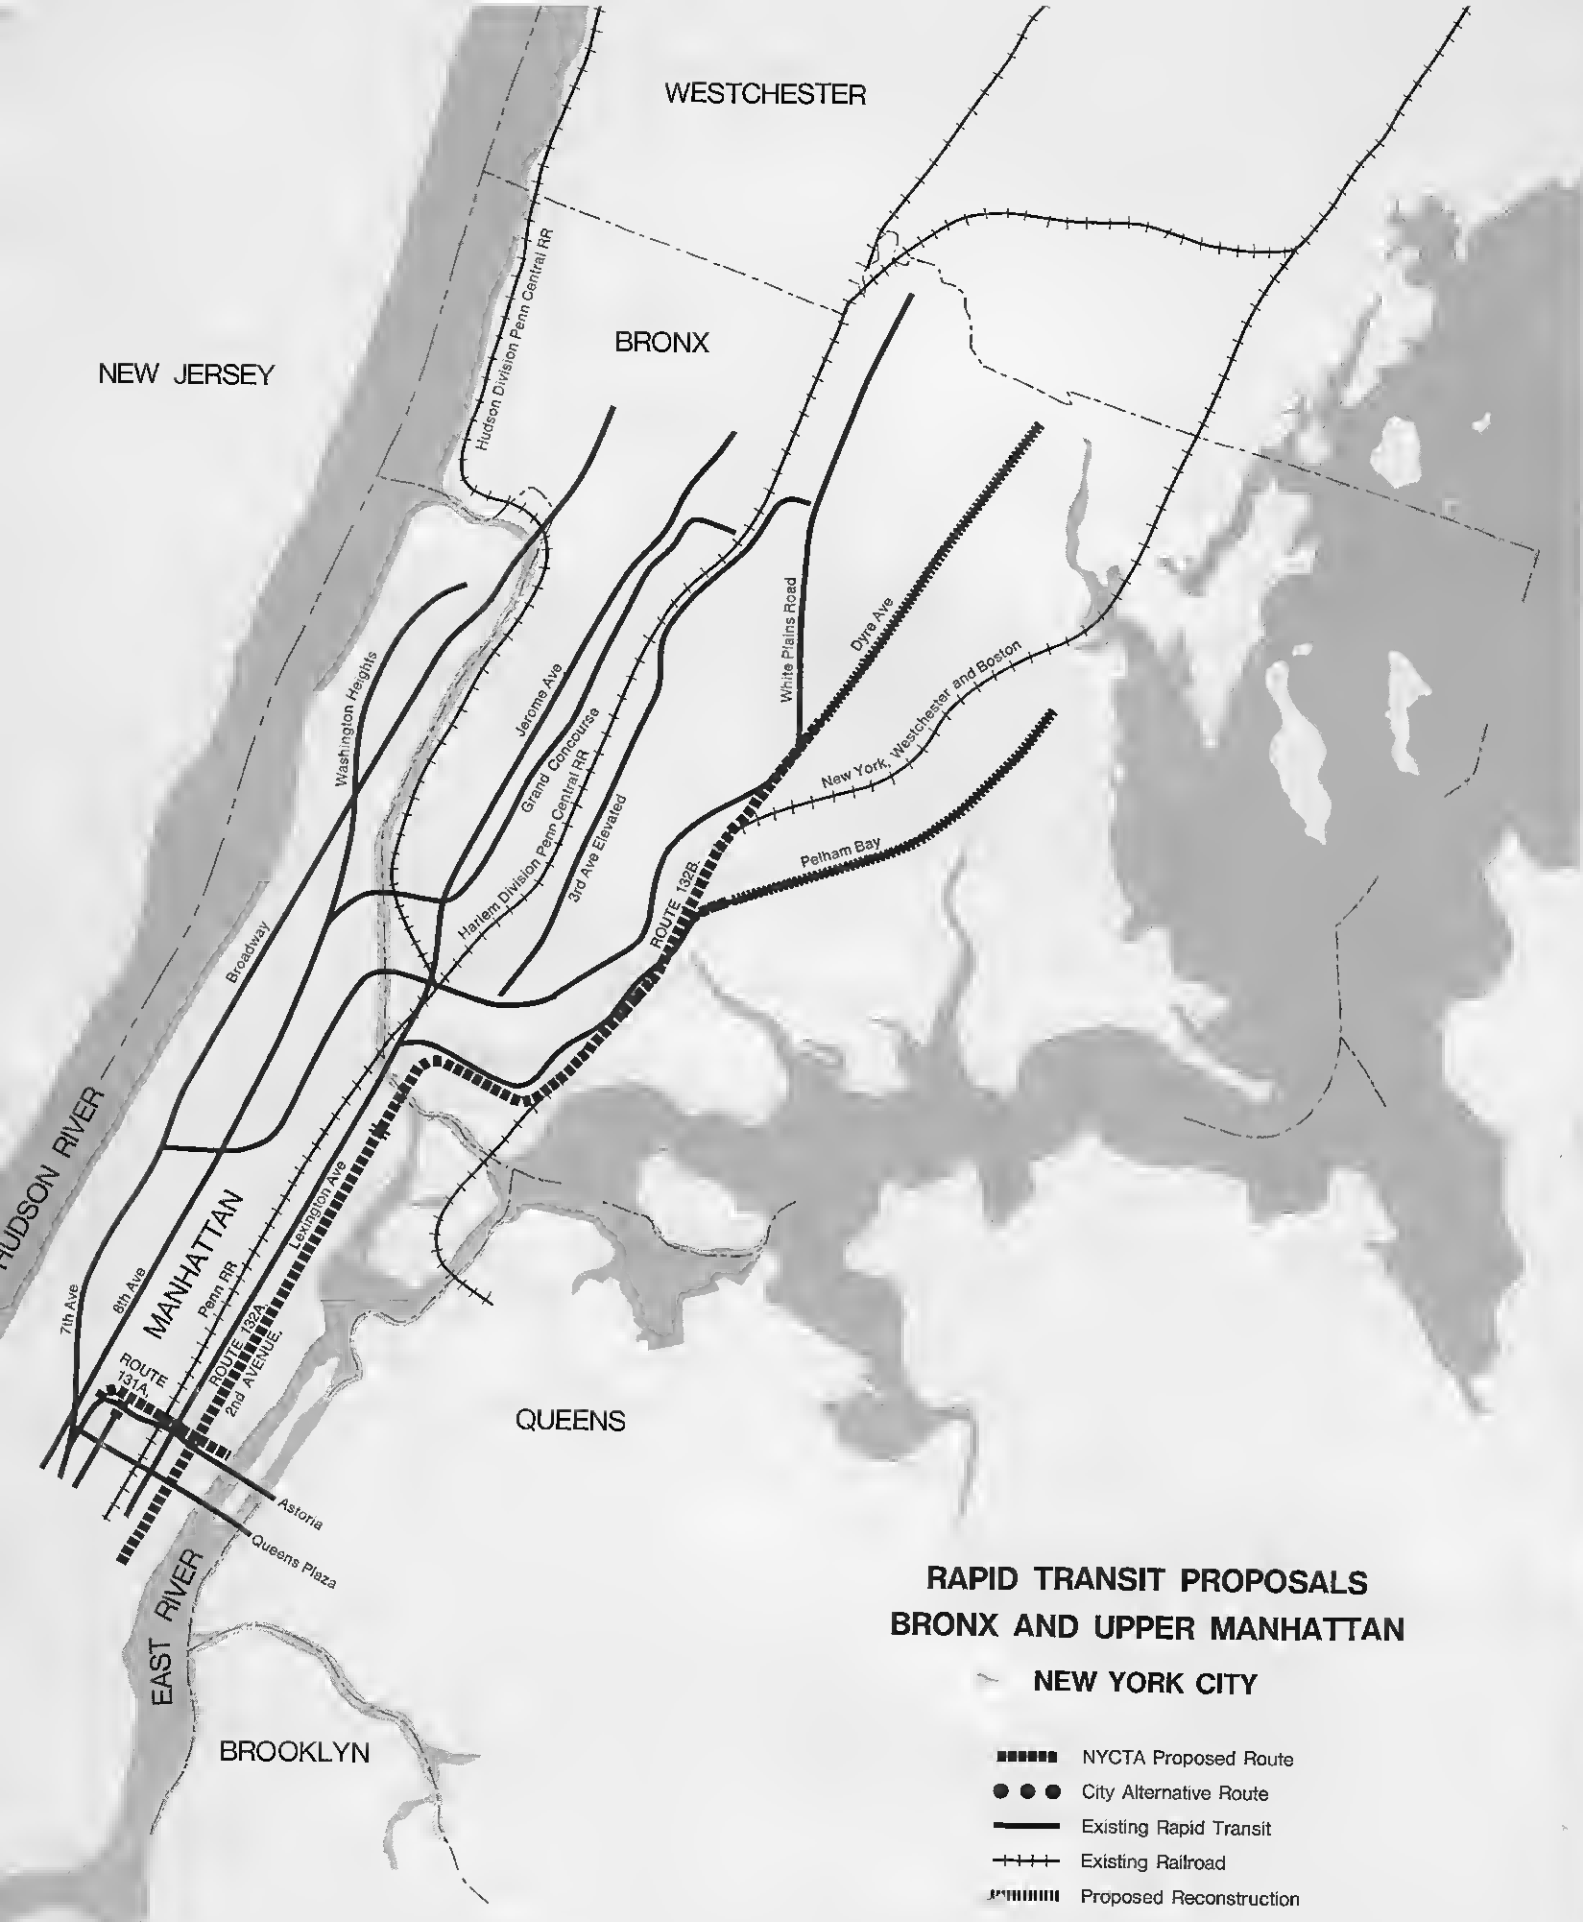 WESTCHESTER
Hudson Division Penn Central RR
BRONX
NEW JERSEY
Washington Heights
Jerome Ave
Grand Concourse
Harlem Division Penn Central RR
3rd Ave Elevated
White Plains Road
Dyre Ave
New York, Westchester and Boston
Pelham Bay
ROUTE 132B.
Broadway
HUDSON RIVER
MANHATTAN
7th Ave
8th Ave
Penn RR
Lexington Ave
ROUTE 132A,
2nd AVENUE.
ROUTE
131A.
QUEENS
Astoria
Queens Plaza
EAST RIVER
BROOKLYN
RAPID TRANSIT PROPOSALS
BRONX AND UPPER MANHATTAN
NEW YORK CITY
NYCTA Proposed Route
City Alternative Route
Existing Rapid Transit
Existing Railroad
Proposed Reconstruction